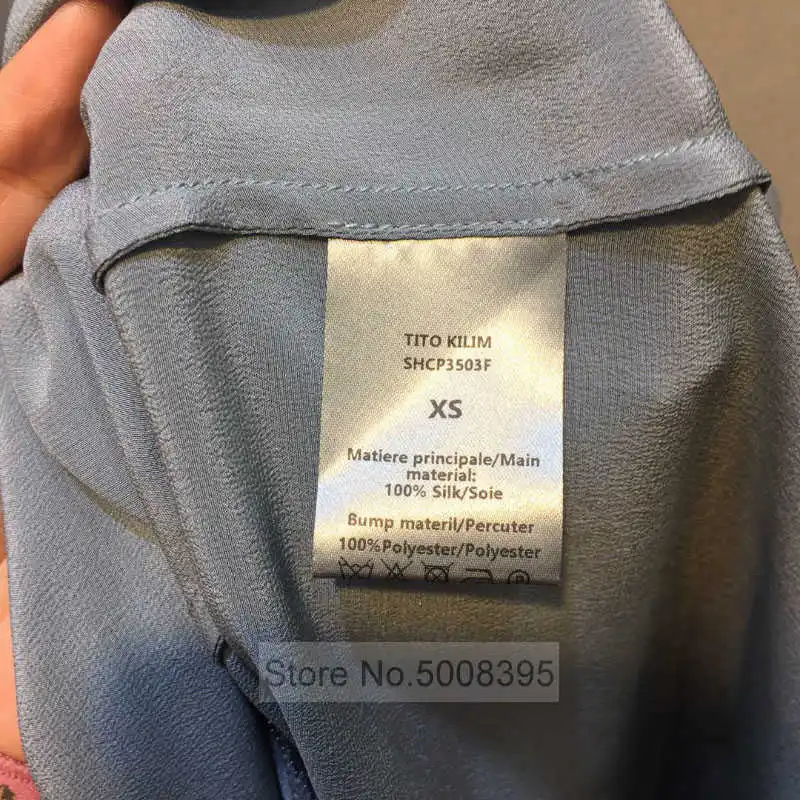 TITO KILIM
SHCP3503F
XS
Matiere principale/Main
material:
100% Silk/Soie
Bump materil/Percuter
100%Polyester/Polyester
Store No.5008395